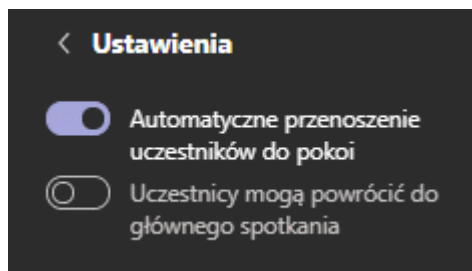 Ustawienia
Automatyczne przenoszenie
uczestników do pokoi
Uczestnicy mogą powrócić do
głównego spotkania